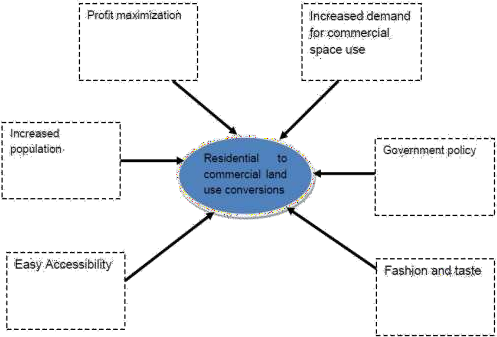 Profit maximization
Increased demand
for commercial
space use
Increased
population
Residential to
commercial land
use conversions
Government policy
Easy Accessibility
Fashion and taste